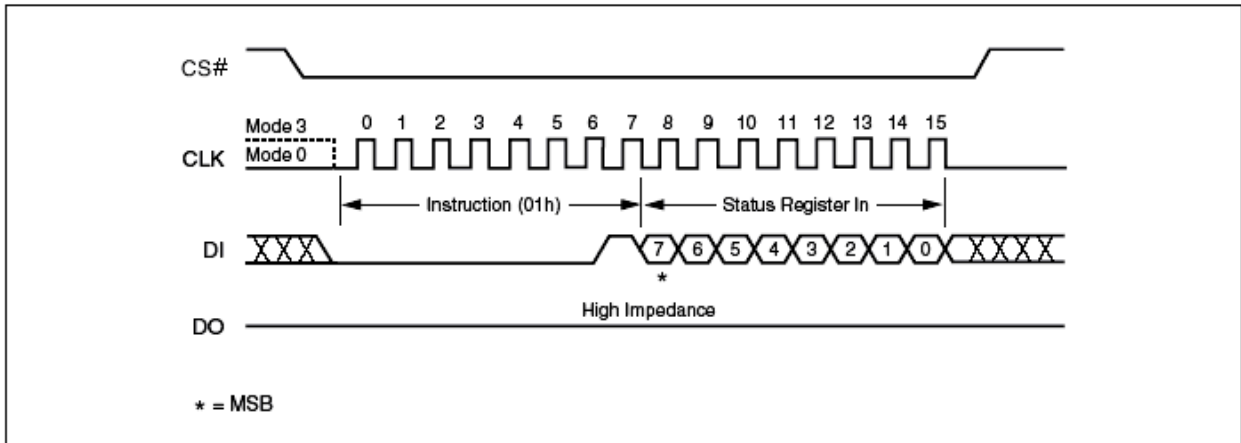 CS#
Mode 3
0 1 2 3 4 5 6 7 8 9 10 11 12 13 14 15
CLK
Mode 0
Instruction (01h)
Status Register In
DI
7 6 5 4 3 2 1 0
*
High Impedance
DO
* = MSB